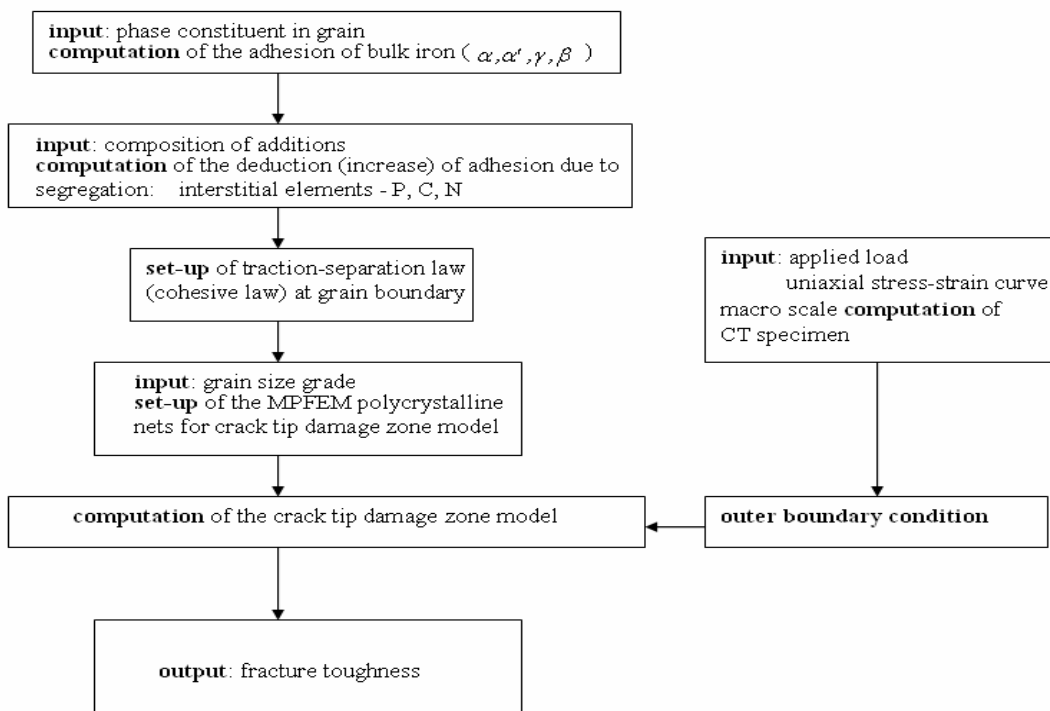 input: phase constituent in grain
computation of the adhesion of bulk iron ( α,α',γ,β )
input: composition of additions
computation of the deduction (increase) of adhesion due to
segregation: interstitial elements - P, C, N
set-up of traction-separation law
(cohesive law) at grain boundary
input: grain size grade
set-up of the MPFEM polycrystalline
nets for crack tip damage zone model
input: applied load
uniaxial stress-strain curve
macro scale computation of
CT specimen
computation of the crack tip damage zone model
outer boundary condition
output: fracture toughness